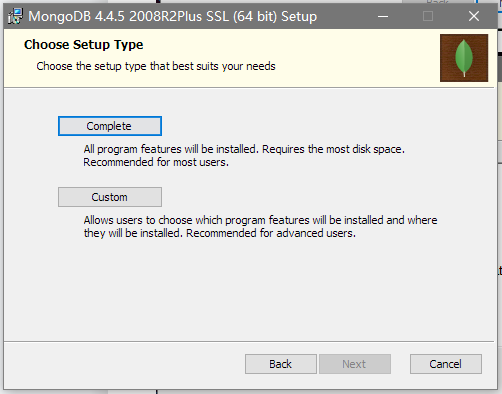 MongoDB 4.4.5 2008R2Plus SSL (64 bit) Setup
Choose Setup Type
Choose the setup type that best suits your needs
Complete
All program features will be installed. Requires the most disk space.
Recommended for most users.
Custom
Allows users to choose which program features will be installed and where
they will be installed. Recommended for advanced users.
Back
Next
Cancel